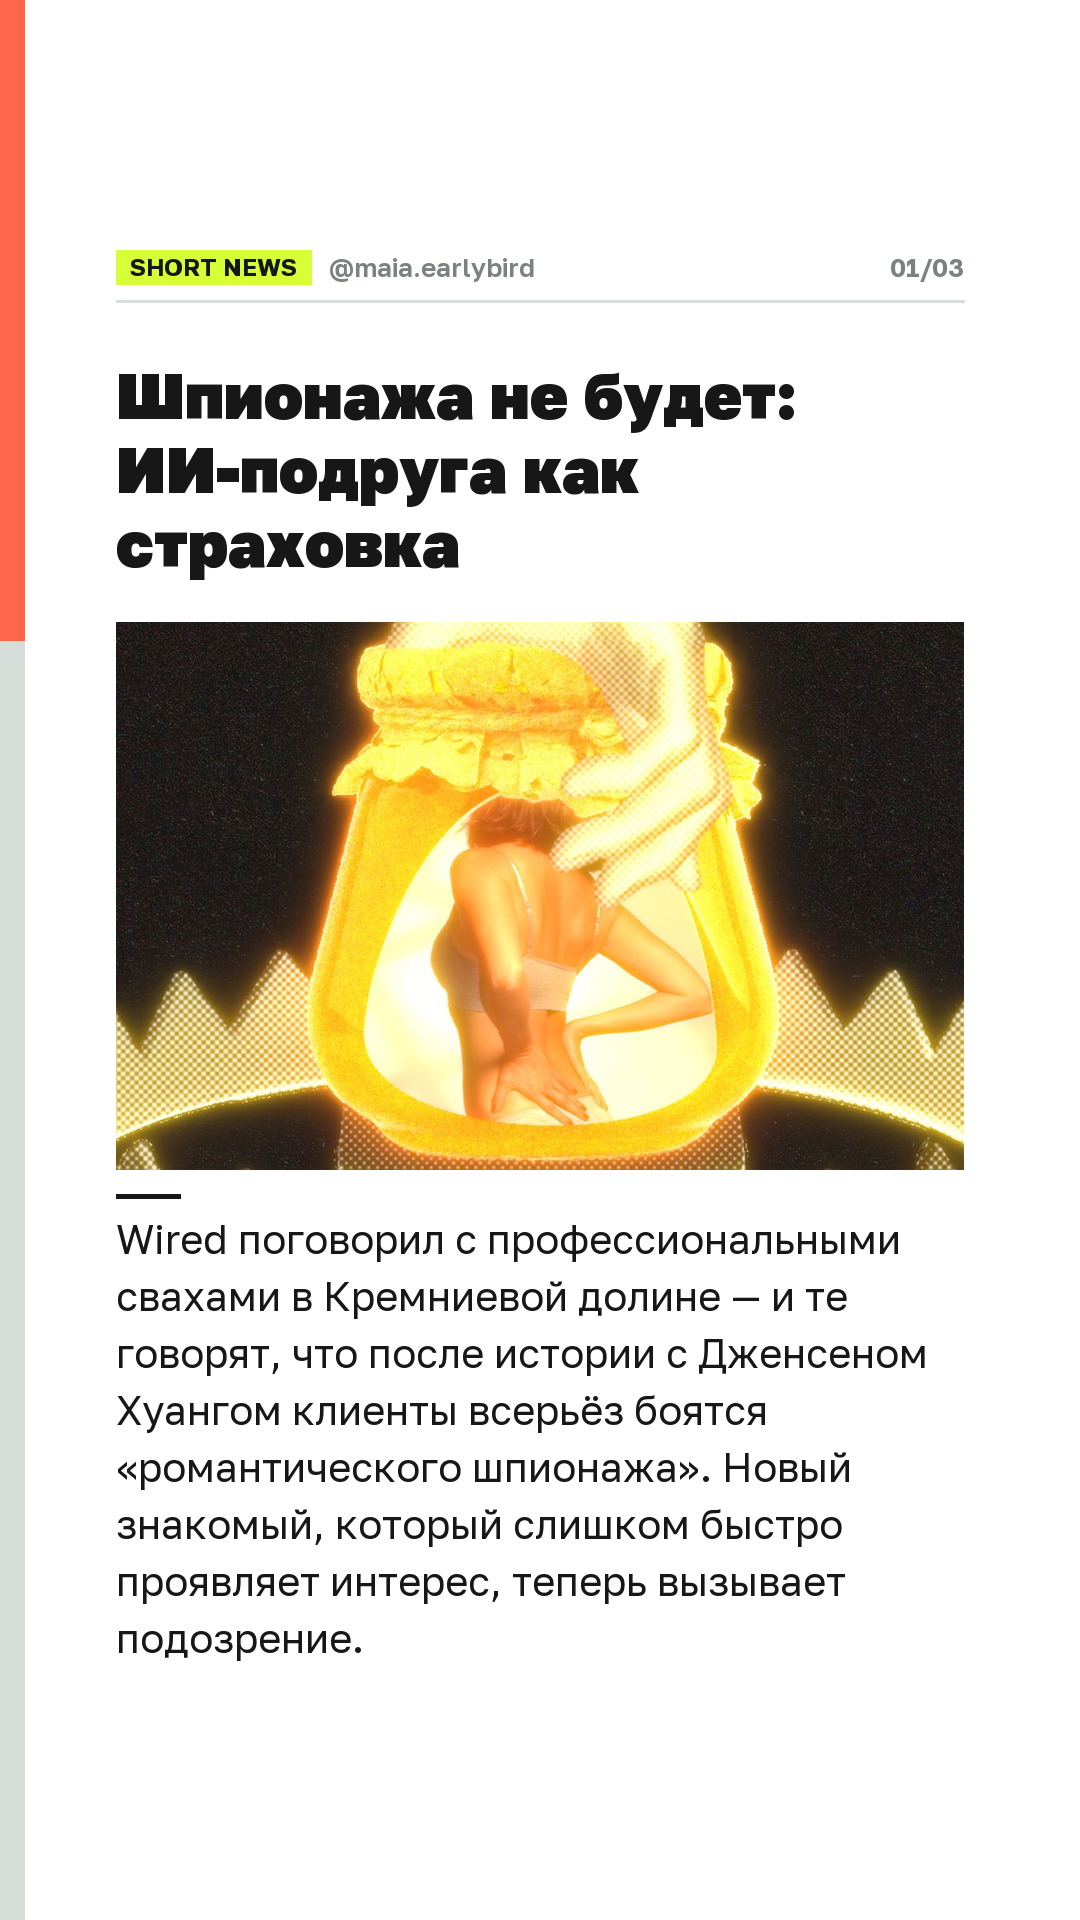 SHORT NEWS @maia.earlybird 01/03
Шпионажа не будет:
ИИ-подруга как
страховка
Wired поговорил с профессиональными
свахами в Кремниевой долине — и те
говорят, что после истории с Дженсеном
Хуангом клиенты всерьёз боятся
«романтического шпионажа». Новый
знакомый, который слишком быстро
проявляет интерес, теперь вызывает
подозрение.